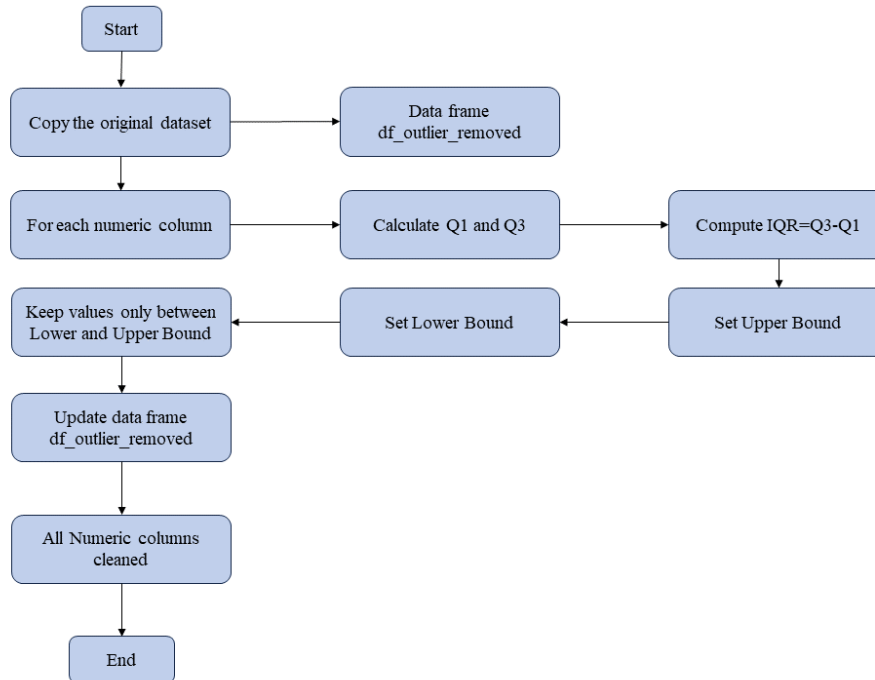 Start
Copy the original dataset
Data frame
df_outlier_removed
For each numeric column
Calculate Q1 and Q3
Compute IQR=Q3-Q1
Keep values only between
Lower and Upper Bound
Set Lower Bound
Set Upper Bound
Update data frame
df_outlier_removed
All Numeric columns
cleaned
End